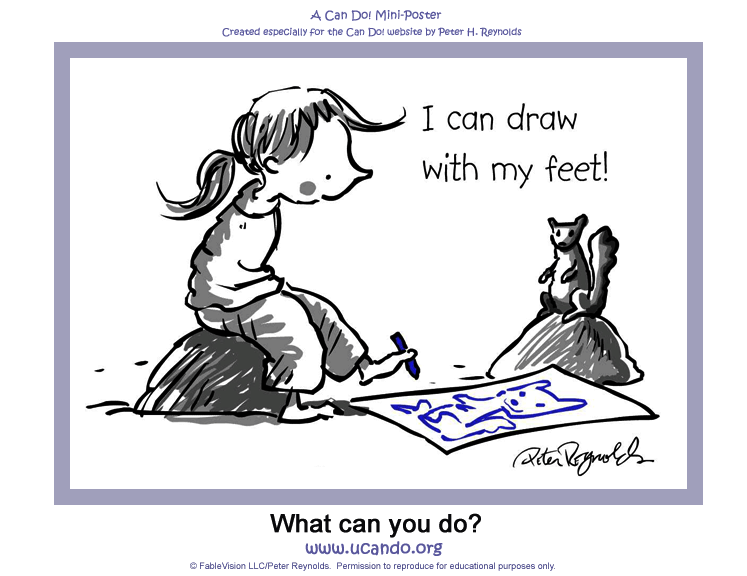 A Can Do! Mini-Poster
Created especially for the Can Do! website by Peter H. Reynolds
I can draw
with my feet!
Peter Reynolds
What can you do?
www.ucando.org
© FableVision LLC/Peter Reynolds. Permission to reproduce for educational purposes only.